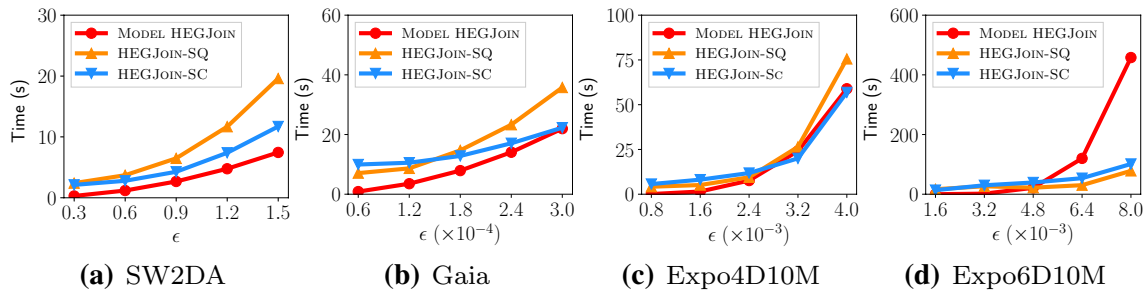 30
20
10
0
Time (s)
MODEL HEGJOIN
HEGJOIN-SQ
HEGJOIN-SC
0.3 0.6 0.9 1.2 1.5
ϵ
(a) SW2DA
60
40
20
0
Time (s)
MODEL HEGJOIN
HEGJOIN-SQ
HEGJOIN-SC
0.6 1.2 1.8 2.4 3.0
ϵ (×10⁻⁴)
(b) Gaia
100
75
50
25
0
Time (s)
MODEL HEGJOIN
HEGJOIN-SQ
HEGJOIN-Sc
0.8 1.6 2.4 3.2 4.0
ϵ (×10⁻³)
(c) Expo4D10M
600
400
200
0
Time (s)
MODEL HEGJOIN
HEGJOIN-SQ
HEGJOIN-SC
1.6 3.2 4.8 6.4 8.0
ϵ (×10⁻³)
(d) Expo6D10M